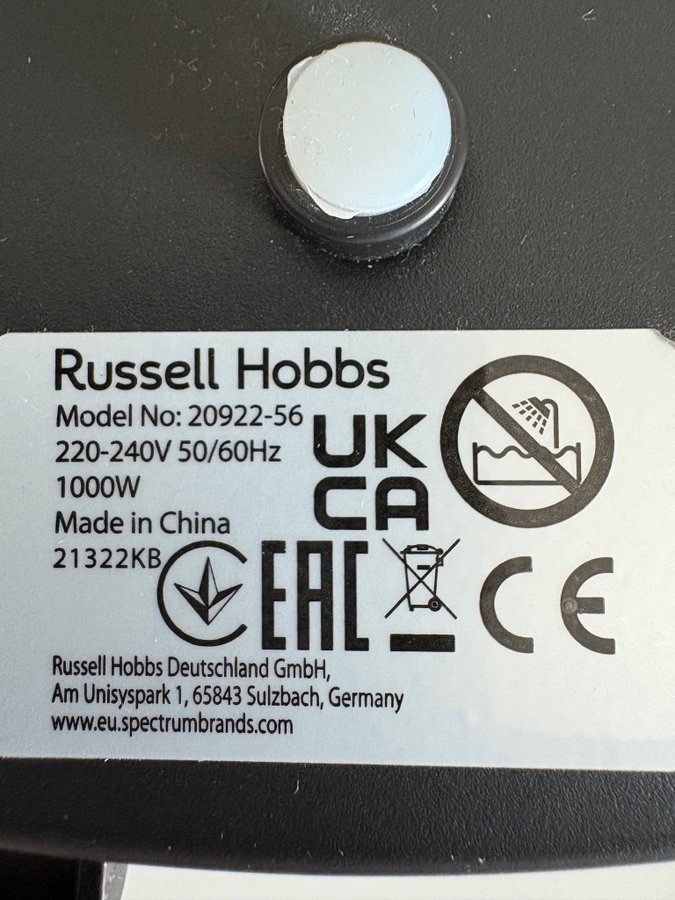 Russell Hobbs
Model No: 20922-56
220-240V 50/60Hz
1000W
Made in China
21322KB
UK
CA
EAC
CE
Russell Hobbs Deutschland GmbH,
Am Unisyspark 1, 65843 Sulzbach, Germany
www.eu.spectrumbrands.com